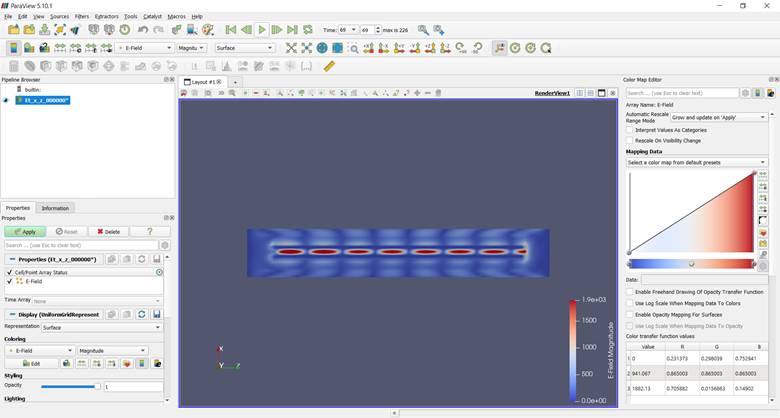 ParaView 5.10.1
File Edit View Sources Filters Extractors Tools Catalyst Macros Help
Time: 69 69 max is 226
E-Field Magnitu Surface
Pipeline Browser
builtin:
Et_x_z_000000*
Properties Information
Properties
Apply Reset Delete ?
Search ... (use Esc to clear text)
Properties (Et_x_z_000000*)
Cell/Point Array Status
E-Field
Time Array None
Display (UniformGridRepresent
Representation Surface
Coloring
E-Field Magnitude
Edit
Styling
Opacity 1
Lighting
Layout #1 +
3D
RenderView1
X
Y Z
1.9e+03
1500
1000
500
0.0e+00
E-Field Magnitude
Color Map Editor
Search ... (use Esc to clear text)
Array Name: E-Field
Automatic Rescale Range Mode Grow and update on 'Apply'
Interpret Values As Categories
Rescale On Visibility Change
Mapping Data
Select a color map from default presets
Data:
Enable Freehand Drawing Of Opacity Transfer Function
Use Log Scale When Mapping Data To Colors
Enable Opacity Mapping For Surfaces
Use Log Scale When Mapping Data To Opacity
Color transfer function values
Value R G B
1 0 0.231373 0.298039 0.752941
2 941.067 0.865003 0.865003 0.865003
3 1882.13 0.705882 0.0156863 0.14902